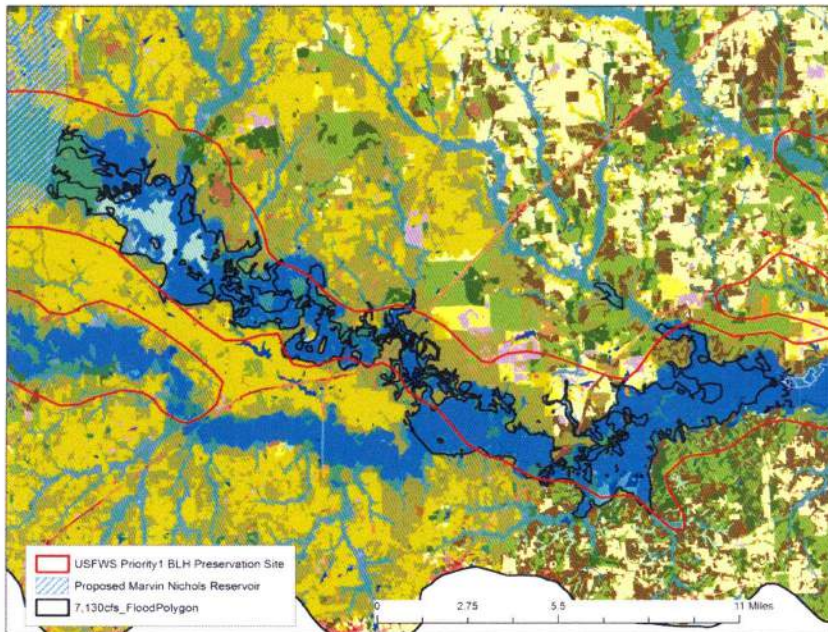 USFWS Priority1 BLH Preservation Site
Proposed Marvin Nichols Reservoir
7,130cfs_FloodPolygon
0 2.75 5.5 11 Miles